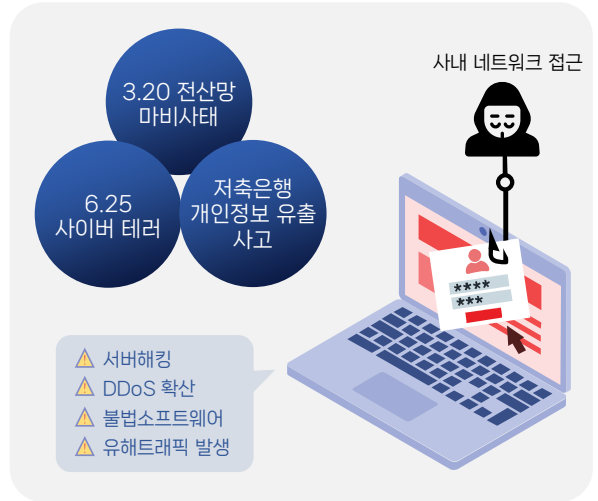 사내 네트워크 접근
3.20 전산망
마비사태
6.25
사이버 테러
저축은행
개인정보 유출
사고
****
***
서버해킹
DDoS 확산
불법소프트웨어
유해트래픽 발생